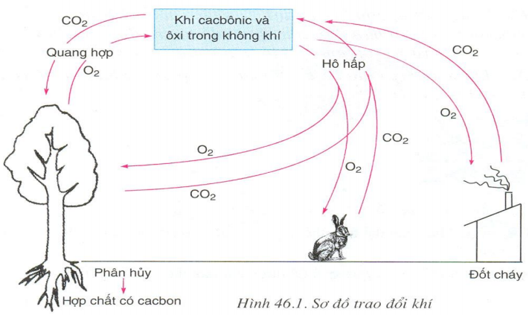 CO2
Khí cacbônic và
ôxi trong không khí
Quang hợp
O2
Hô hấp
CO2
O2
CO2
O2
O2
CO2
Phân hủy
Hợp chất có cacbon
Đốt cháy
Hình 46.1. Sơ đồ trao đổi khí